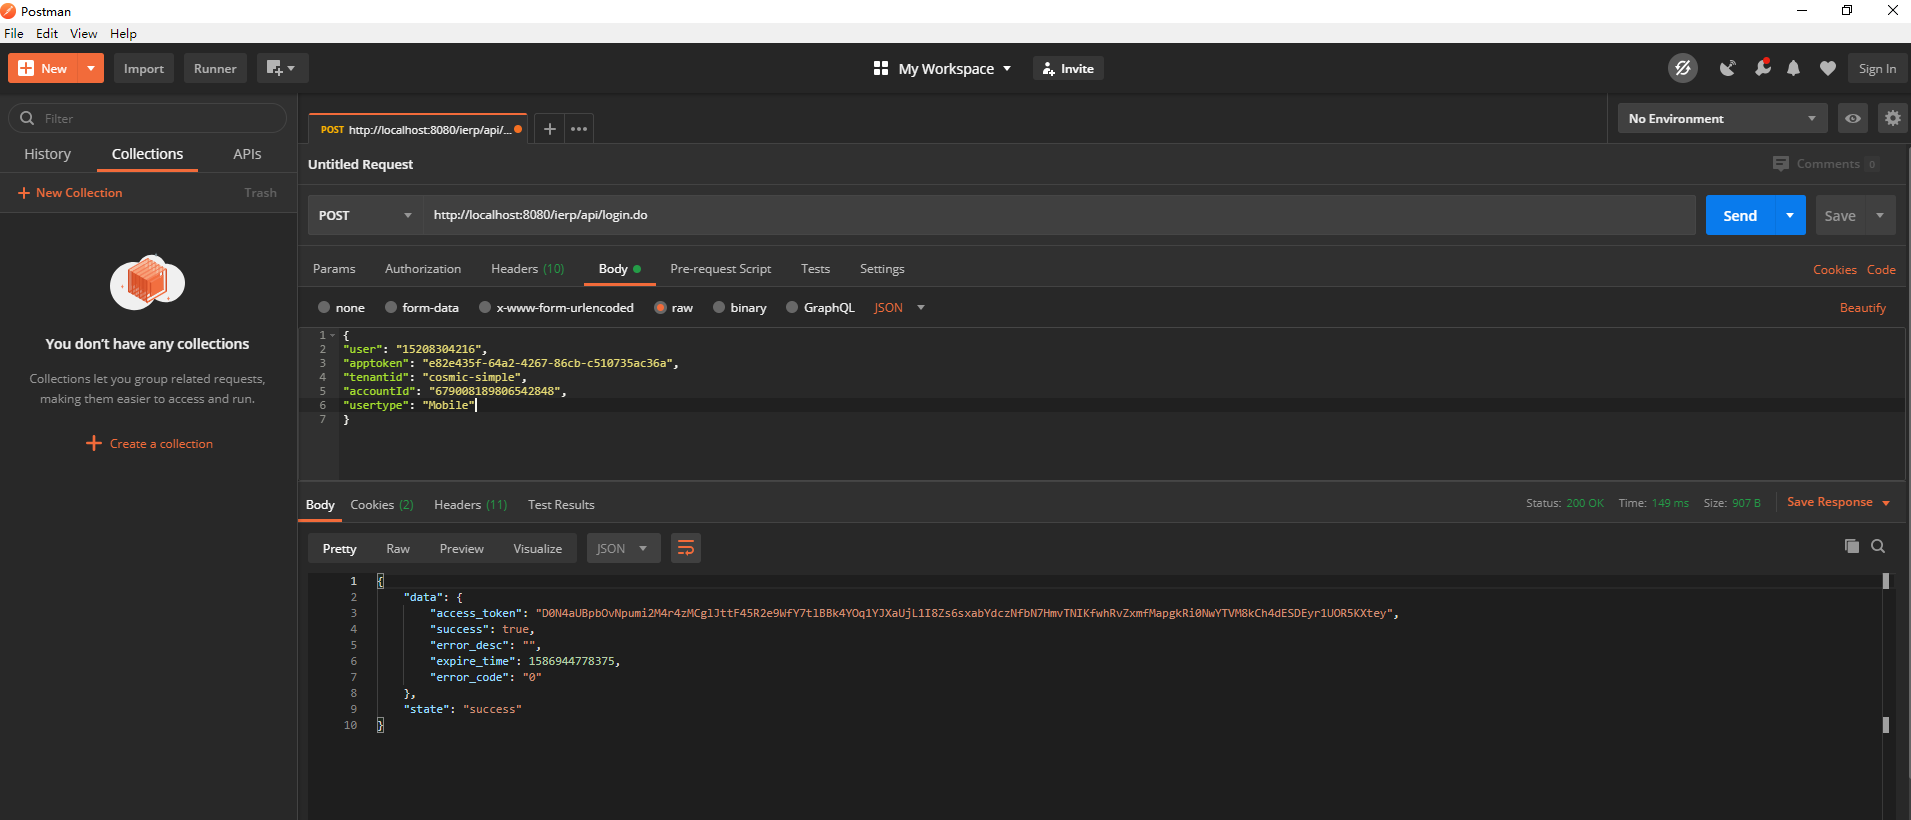 Postman
File Edit View Help
New Import Runner My Workspace Invite Sign In
Filter
History Collections APIs
New Collection Trash
You don’t have any collections
Collections let you group related requests,
making them easier to access and run.
Create a collection
POST http://localhost:8080/ierp/api/... No Environment
Untitled Request Comments 0
POST http://localhost:8080/ierp/api/login.do Send Save
Params Authorization Headers (10) Body Pre-request Script Tests Settings Cookies Code
none form-data x-www-form-urlencoded raw binary GraphQL JSON Beautify
1 {
2 "user": "15208304216",
3 "apptoken": "e82e435f-64a2-4267-86cb-c510735ac36a",
4 "tenantid": "cosmic-simple",
5 "accountId": "679008189806542848",
6 "usertype": "Mobile"
7 }
Body Cookies (2) Headers (11) Test Results Status: 200 OK Time: 149 ms Size: 907 B Save Response
Pretty Raw Preview Visualize JSON
1 {
2 "data": {
3 "access_token": "D0N4aUBpbOvNpumi2M4r4zMCglJttF45R2e9WfY7tlBBk4YOq1YJXaUjL1I8Zs6sxabYdczNfbN7HmvTNIKfwhRvZxmfMapgkRi0NwYTVM8kCh4dESDEyr1UOR5KXtey",
4 "success": true,
5 "error_desc": "",
6 "expire_time": 1586944778375,
7 "error_code": "0"
8 },
9 "state": "success"
10 }